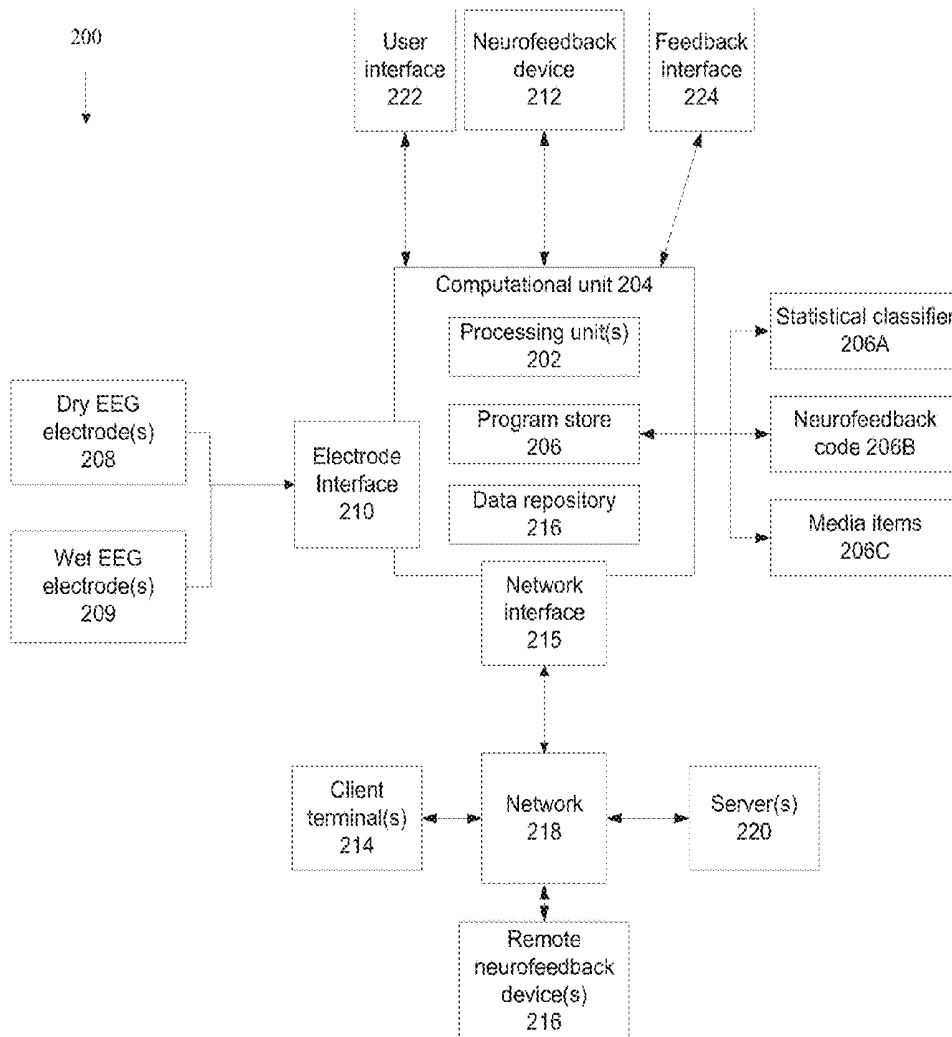 200
User
interface
222
Neurofeedback
device
212
Feedback
interface
224
Computational unit 204
Processing unit(s)
202
Program store
206
Data repository
216
Statistical classifier
206A
Neurofeedback
code 206B
Media items
206C
Dry EEG
electrode(s)
208
Wet EEG
electrode(s)
209
Electrode
Interface
210
Network
interface
215
Client
terminal(s)
214
Network
218
Server(s)
220
Remote
neurofeedback
device(s)
216